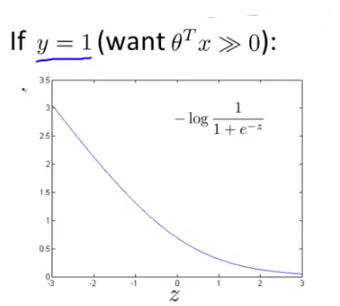 If y = 1 (want θᵀx ≫ 0):
3.5
3
2.5
2
1.5
1
0.5
0
− log 1 / (1 + e⁻ᶻ)
-3 -2 -1 0 1 2 3
z